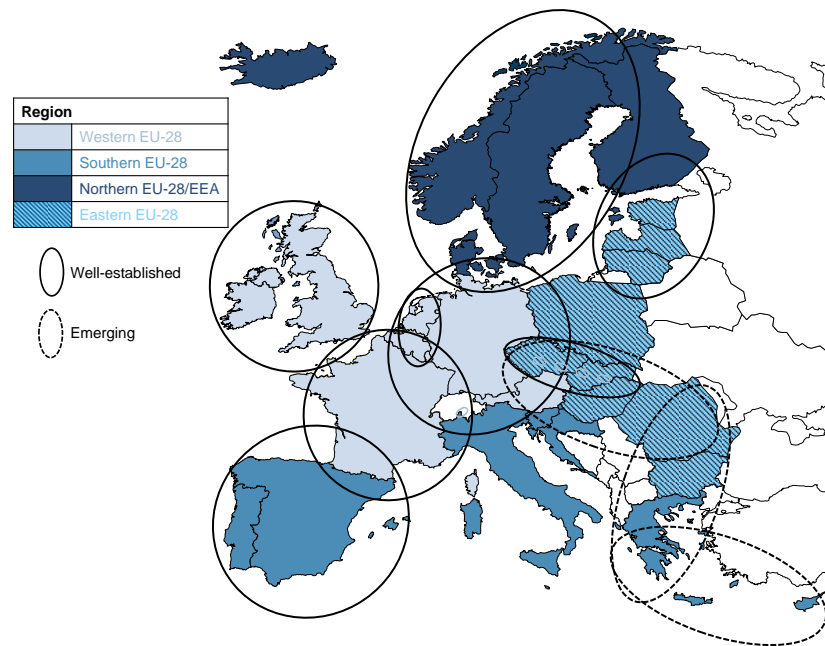 Region
Western EU-28
Southern EU-28
Northern EU-28/EEA
Eastern EU-28
Well-established
Emerging